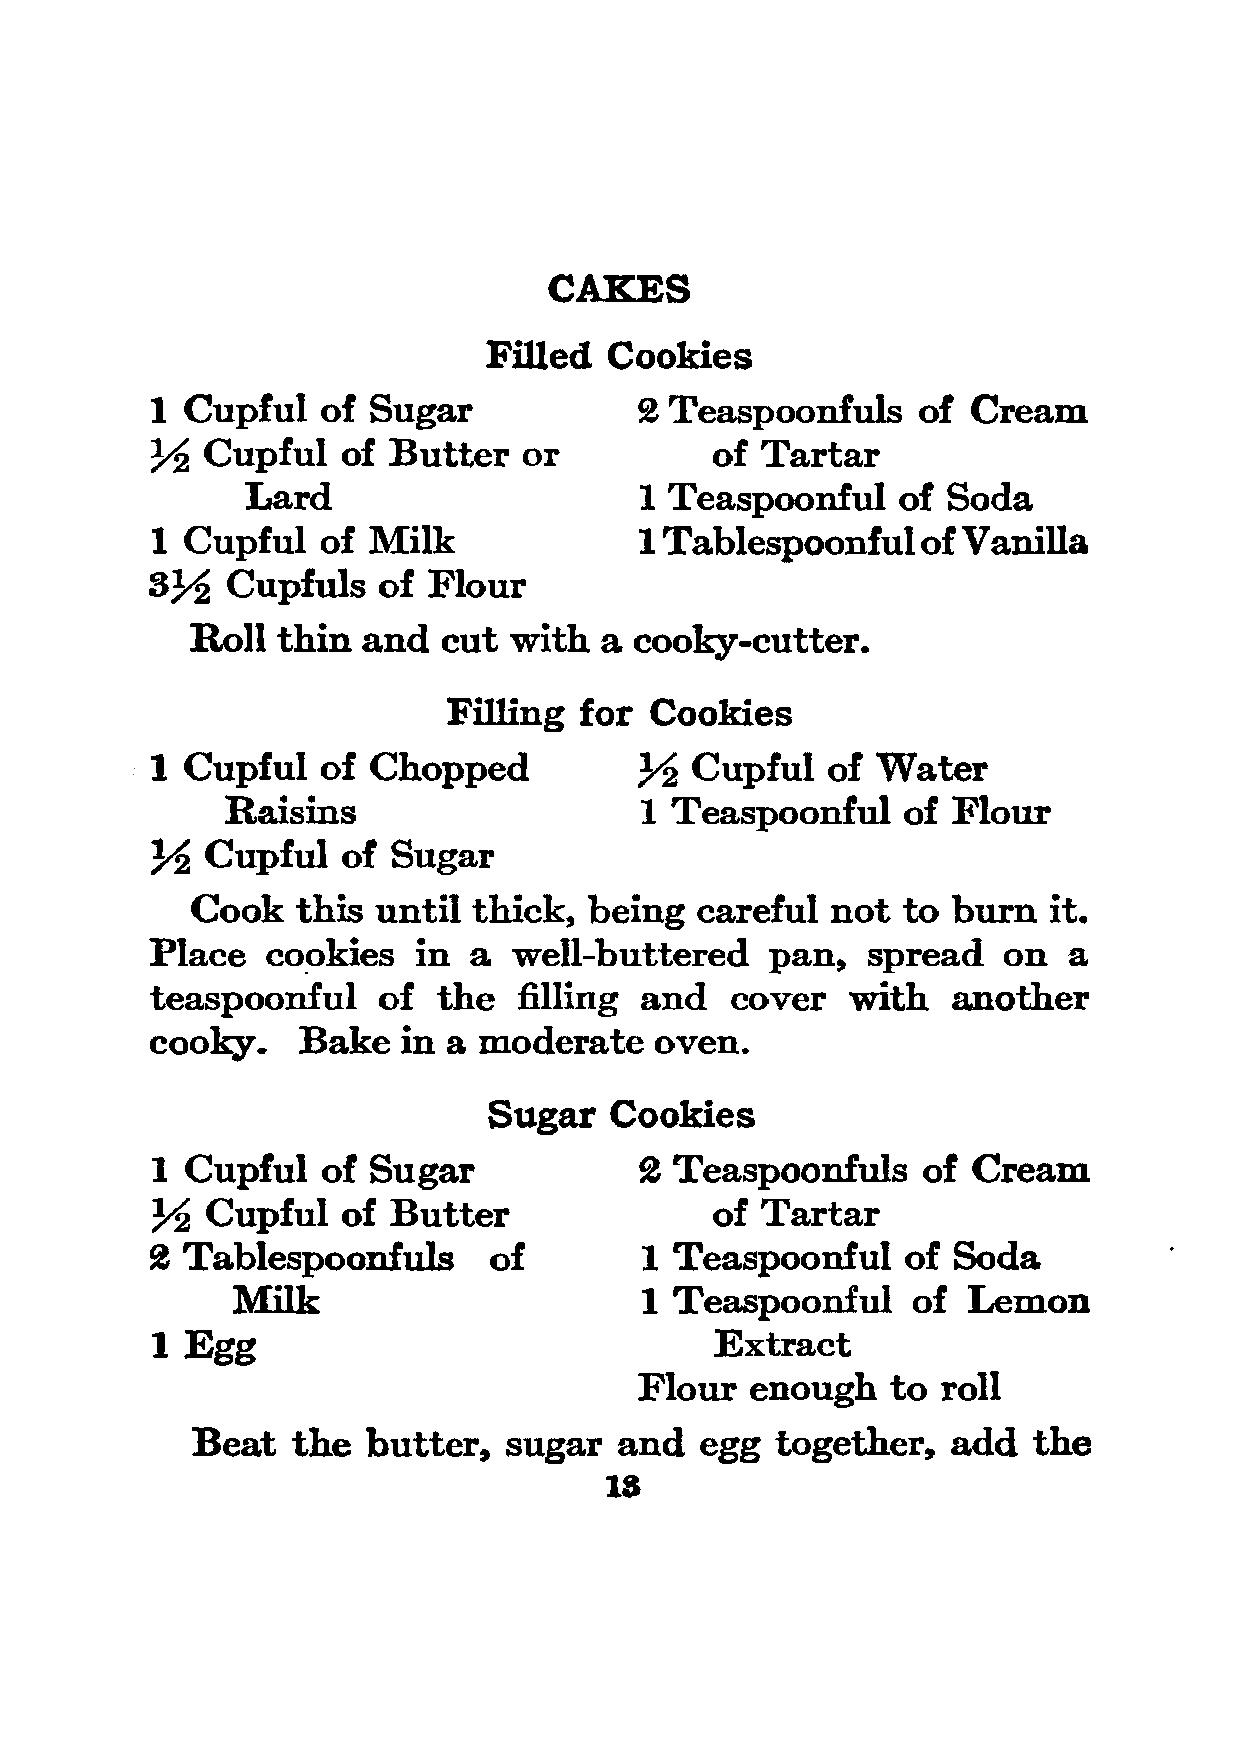 CAKES
Filled Cookies
1 Cupful of Sugar
½ Cupful of Butter or
Lard
1 Cupful of Milk
3½ Cupfuls of Flour
2 Teaspoonfuls of Cream
of Tartar
1 Teaspoonful of Soda
1 Tablespoonful of Vanilla
Roll thin and cut with a cooky-cutter.
Filling for Cookies
1 Cupful of Chopped
Raisins
½ Cupful of Sugar
½ Cupful of Water
1 Teaspoonful of Flour
Cook this until thick, being careful not to burn it.
Place cookies in a well-buttered pan, spread on a
teaspoonful of the filling and cover with another
cooky. Bake in a moderate oven.
Sugar Cookies
1 Cupful of Sugar
½ Cupful of Butter
2 Tablespoonfuls of
Milk
1 Egg
2 Teaspoonfuls of Cream
of Tartar
1 Teaspoonful of Soda
1 Teaspoonful of Lemon
Extract
Flour enough to roll
Beat the butter, sugar and egg together, add the
13